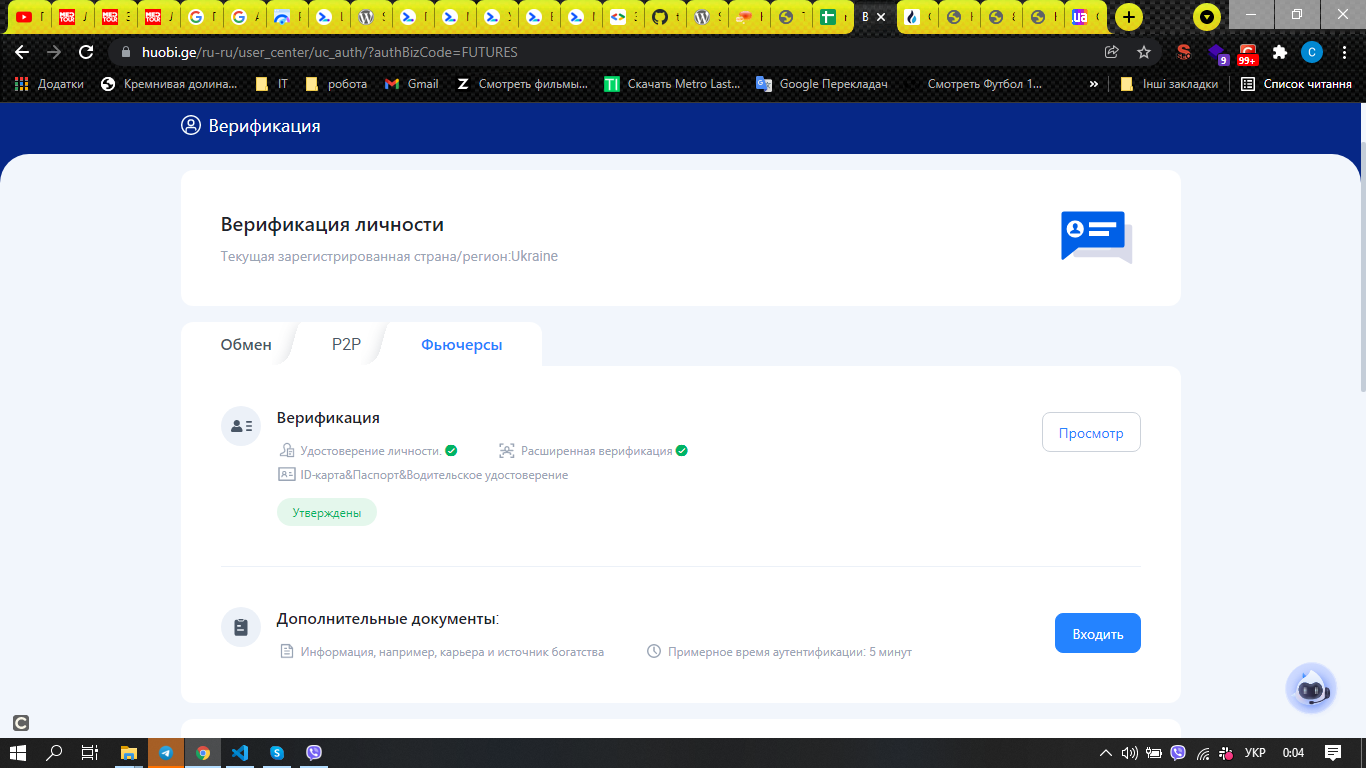 huobi.ge/ru-ru/user_center/uc_auth/?authBizCode=FUTURES
9
99+
C
Додатки
Кремнивая долина...
IT
робота
Gmail
Смотреть фильмы...
Скачать Metro Last...
Google Перекладач
Смотреть Футбол 1...
»
Інші закладки
Список читання
Верификация
Верификация личности
Текущая зарегистрированная страна/регион:Ukraine
Обмен
P2P
Фьючерсы
Верификация
Просмотр
Удостоверение личности.
Расширенная верификация
ID-карта&Паспорт&Водительское удостоверение
Утверждены
Дополнительные документы:
Входить
Информация, например, карьера и источник богатства
Примерное время аутентификации: 5 минут
УКР
0:04